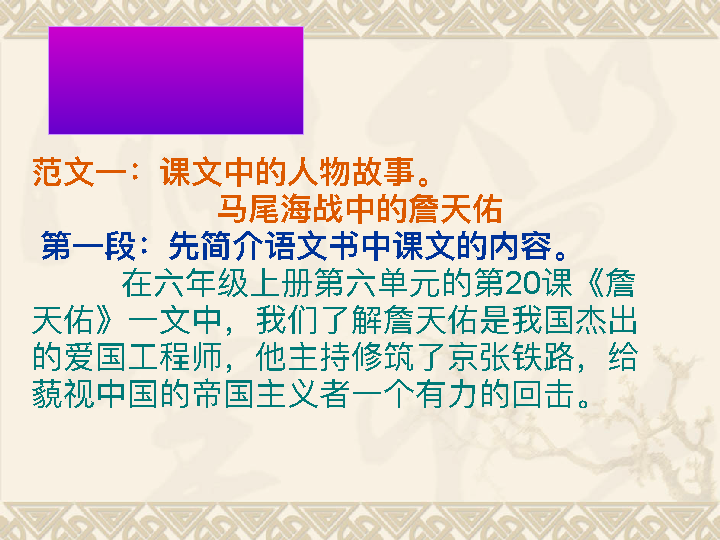 范文一：课文中的人物故事。
马尾海战中的詹天佑
第一段：先简介语文书中课文的内容。
在六年级上册第六单元的第20课《詹
天佑》一文中，我们了解詹天佑是我国杰出
的爱国工程师，他主持修筑了京张铁路，给
藐视中国的帝国主义者一个有力的回击。